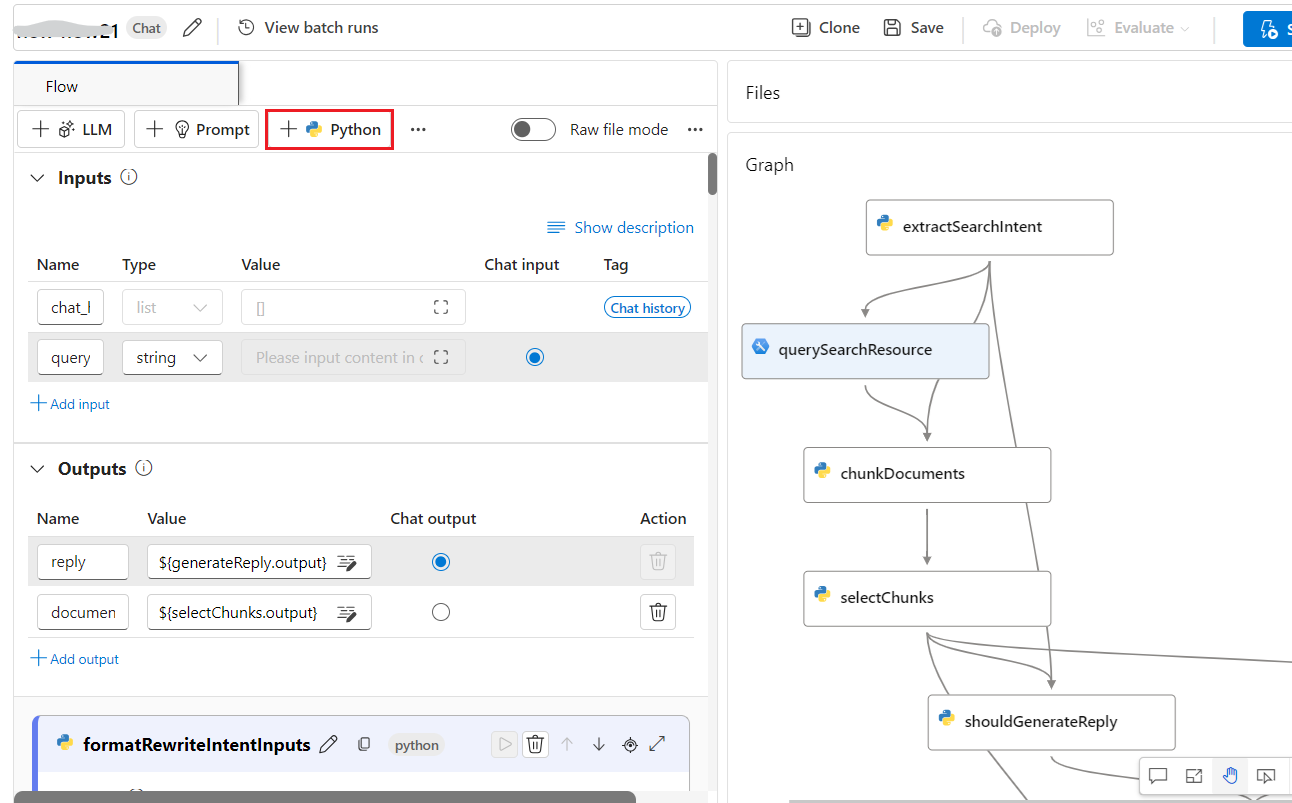 Chat
View batch runs
Clone
Save
Deploy
Evaluate
Flow
LLM
Prompt
Python
Raw file mode
Inputs
Show description
Name Type Value Chat input Tag
chat_h list [] Chat history
query string Please input content in
Add input
Outputs
Name Value Chat output Action
reply ${generateReply.output}
documen ${selectChunks.output}
Add output
formatRewriteIntentInputs python
Files
Graph
extractSearchIntent
querySearchResource
chunkDocuments
selectChunks
shouldGenerateReply